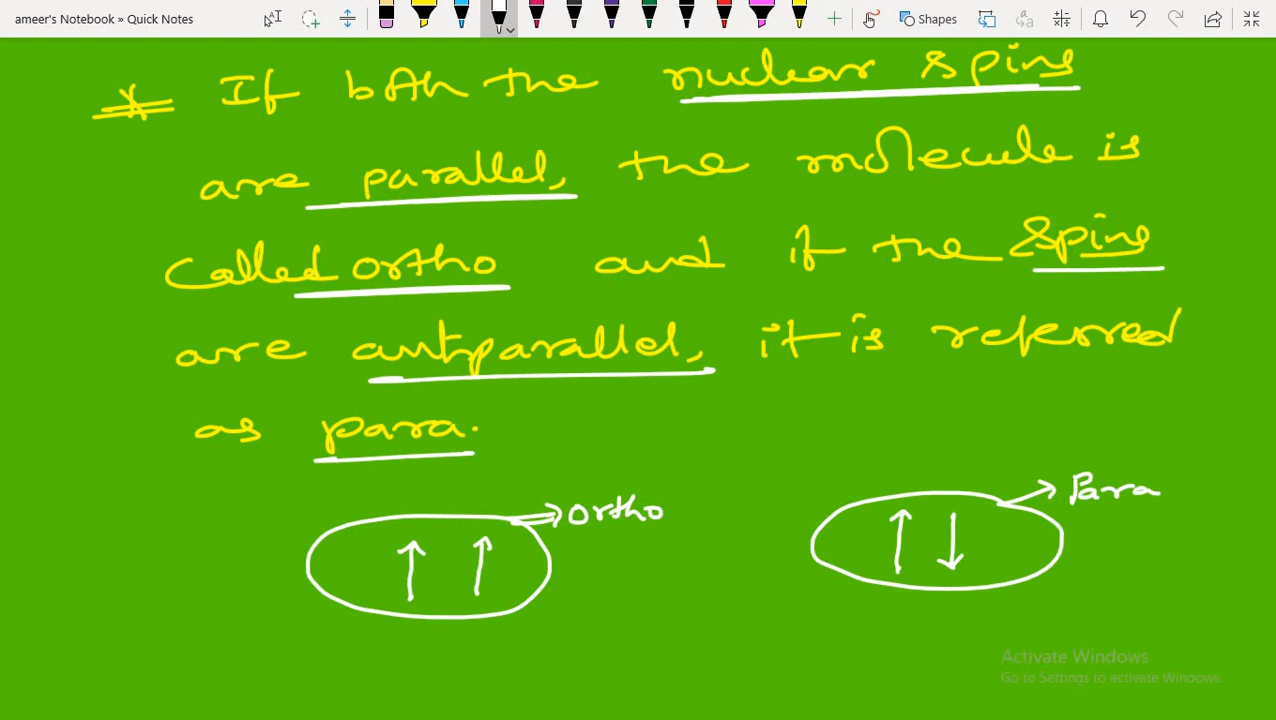 ameer's Notebook » Quick Notes
Shapes
* If both the nuclear spins
are parallel, the molecule is
called ortho and if the spins
are antiparallel, it is referred
as para.
Ortho
Para
Activate Windows
Go to Settings to activate Windows.